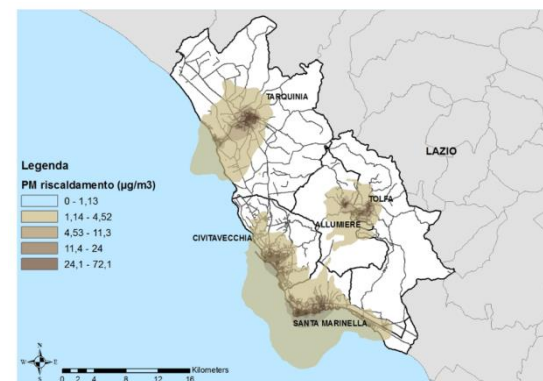 TARQUINIA
LAZIO
Legenda
PM riscaldamento (µg/m3)
0 - 1,13
1,14 - 4,52
4,53 - 11,3
11,4 - 24
24,1 - 72,1
TOLFA
ALLUMIERE
CIVITAVECCHIA
SANTA MARINELLA
N
W E
S
Kilometers
0 2 4 8 12 16